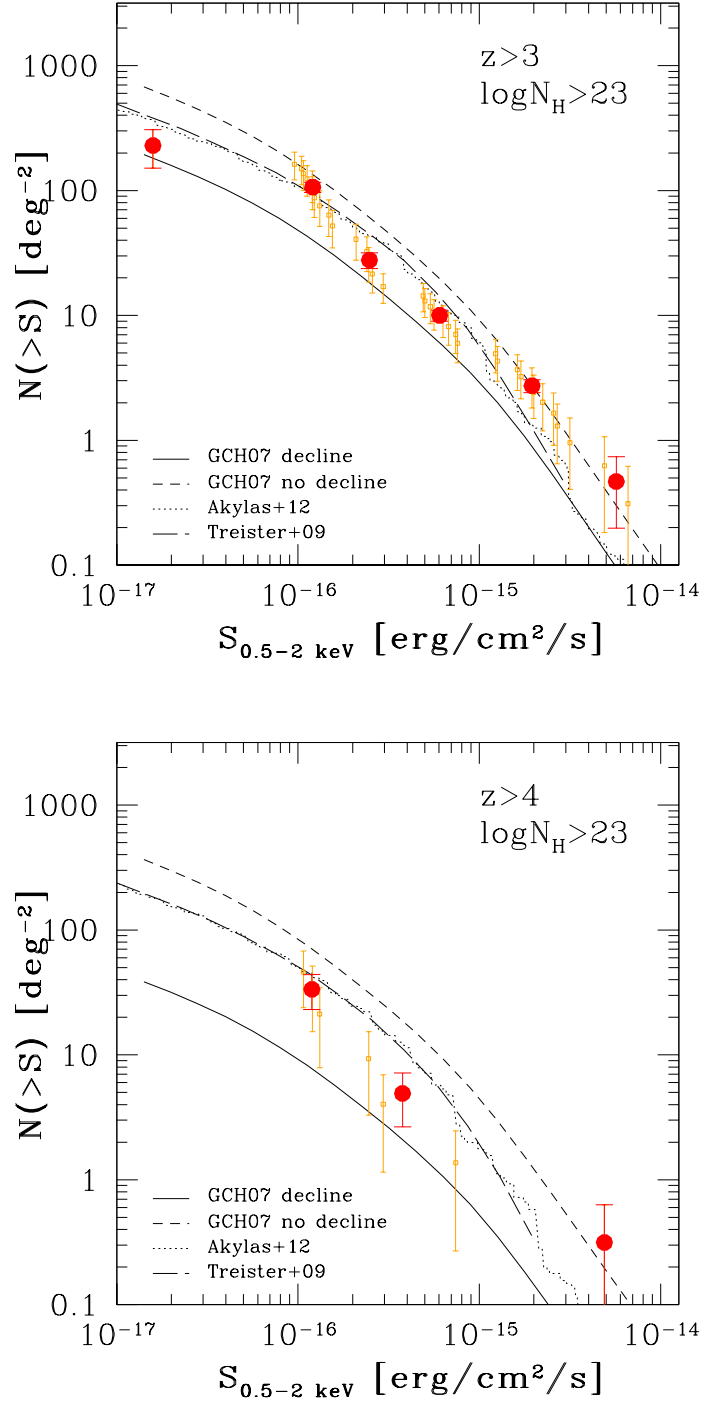 z>3
logN_H>23
1000
100
10
1
0.1
N(>S) [deg⁻²]
GCH07 decline
GCH07 no decline
Akylas+12
Treister+09
10⁻¹⁷ 10⁻¹⁶ 10⁻¹⁵ 10⁻¹⁴
S_0.5−2 keV [erg/cm²/s]
z>4
logN_H>23
1000
100
10
1
0.1
N(>S) [deg⁻²]
GCH07 decline
GCH07 no decline
Akylas+12
Treister+09
10⁻¹⁷ 10⁻¹⁶ 10⁻¹⁵ 10⁻¹⁴
S_0.5−2 keV [erg/cm²/s]